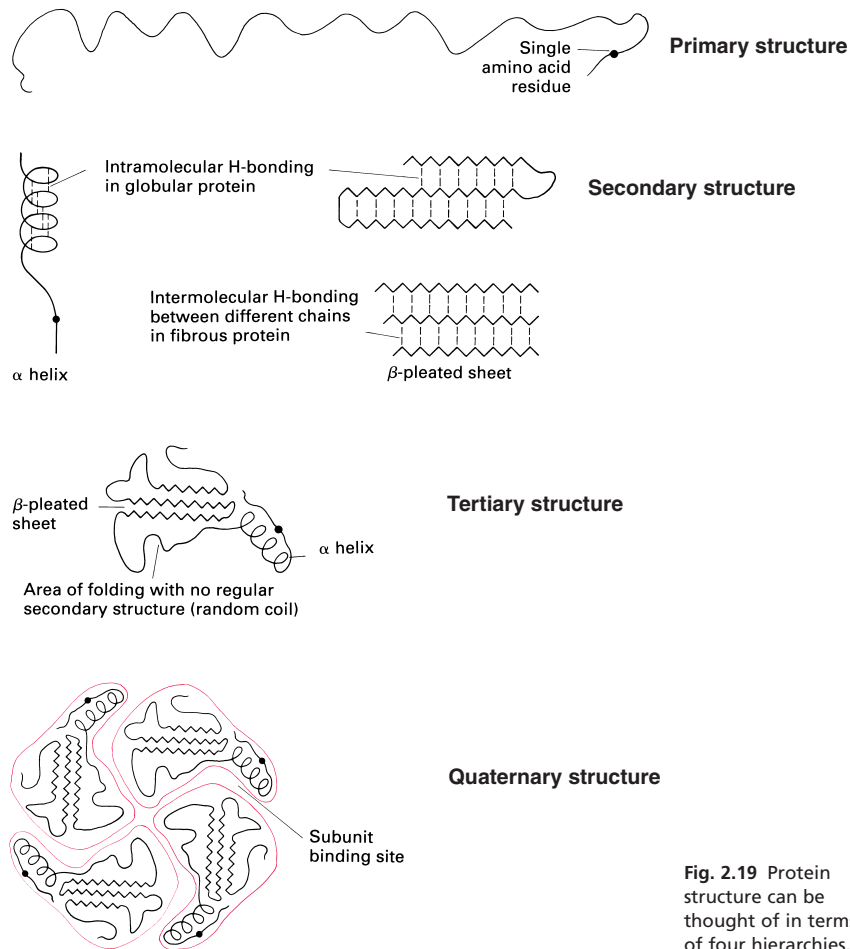 Single
amino acid
residue
Primary structure
Intramolecular H-bonding
in globular protein
Secondary structure
Intermolecular H-bonding
between different chains
in fibrous protein
α helix
β-pleated sheet
β-pleated
sheet
Tertiary structure
α helix
Area of folding with no regular
secondary structure (random coil)
Quaternary structure
Subunit
binding site
Fig. 2.19 Protein
structure can be
thought of in term
of four hierarchies